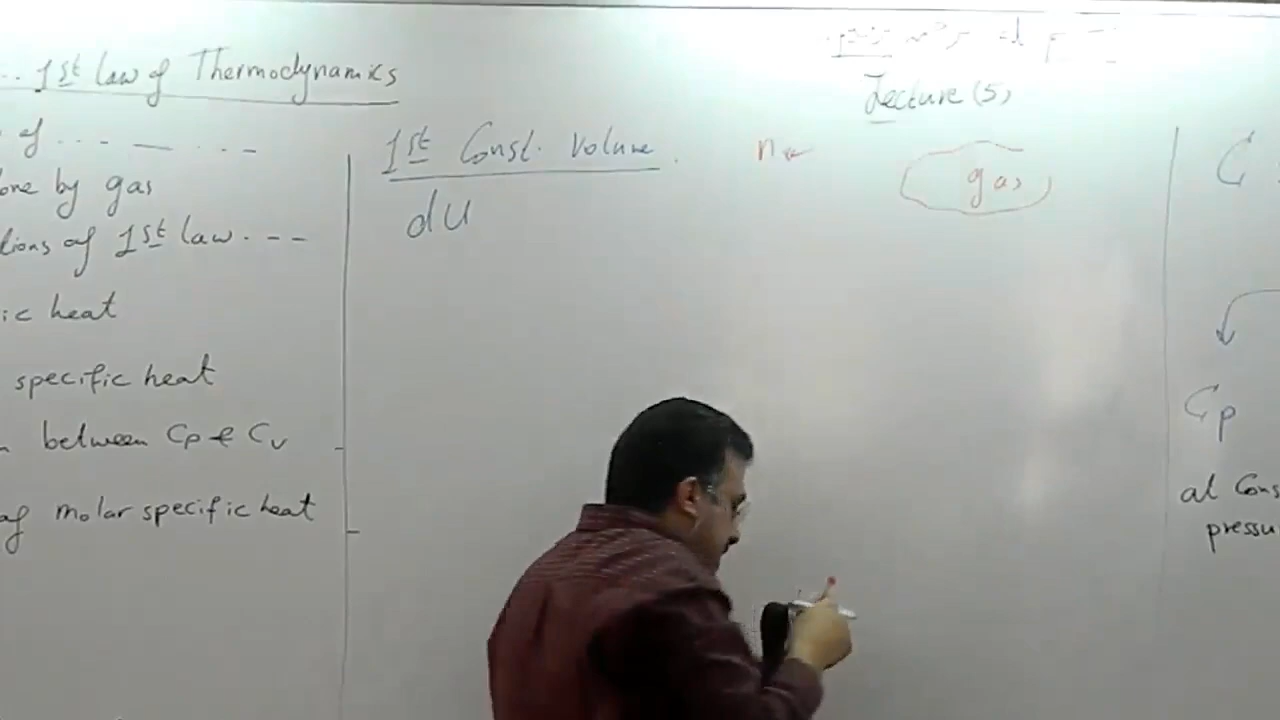 .. 1st law of Thermodynamics
of ... — ...
one by gas
tions of 1st law. ---
ic heat
specific heat
n between Cp & Cv
of molar specific heat
Lecture (5)
1st Const. Volume.
n
gas
du
C
Cp
at Cons
pressu